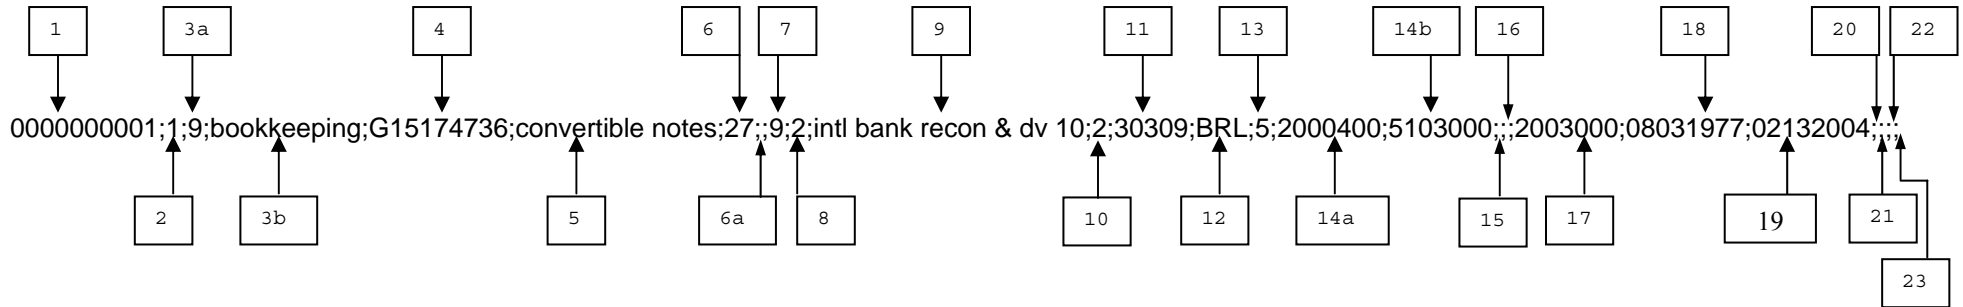 1 3a 4 6 7 9 11 13 14b 16 18 20 22
0000000001;1;9;bookkeeping;G15174736;convertible notes;27;;9;2;intl bank recon & dv 10;2;30309;BRL;5;2000400;5103000;;;2003000;08031977;02132004;;;;
2 3b 5 6a 8 10 12 14a 15 17 19 21
23